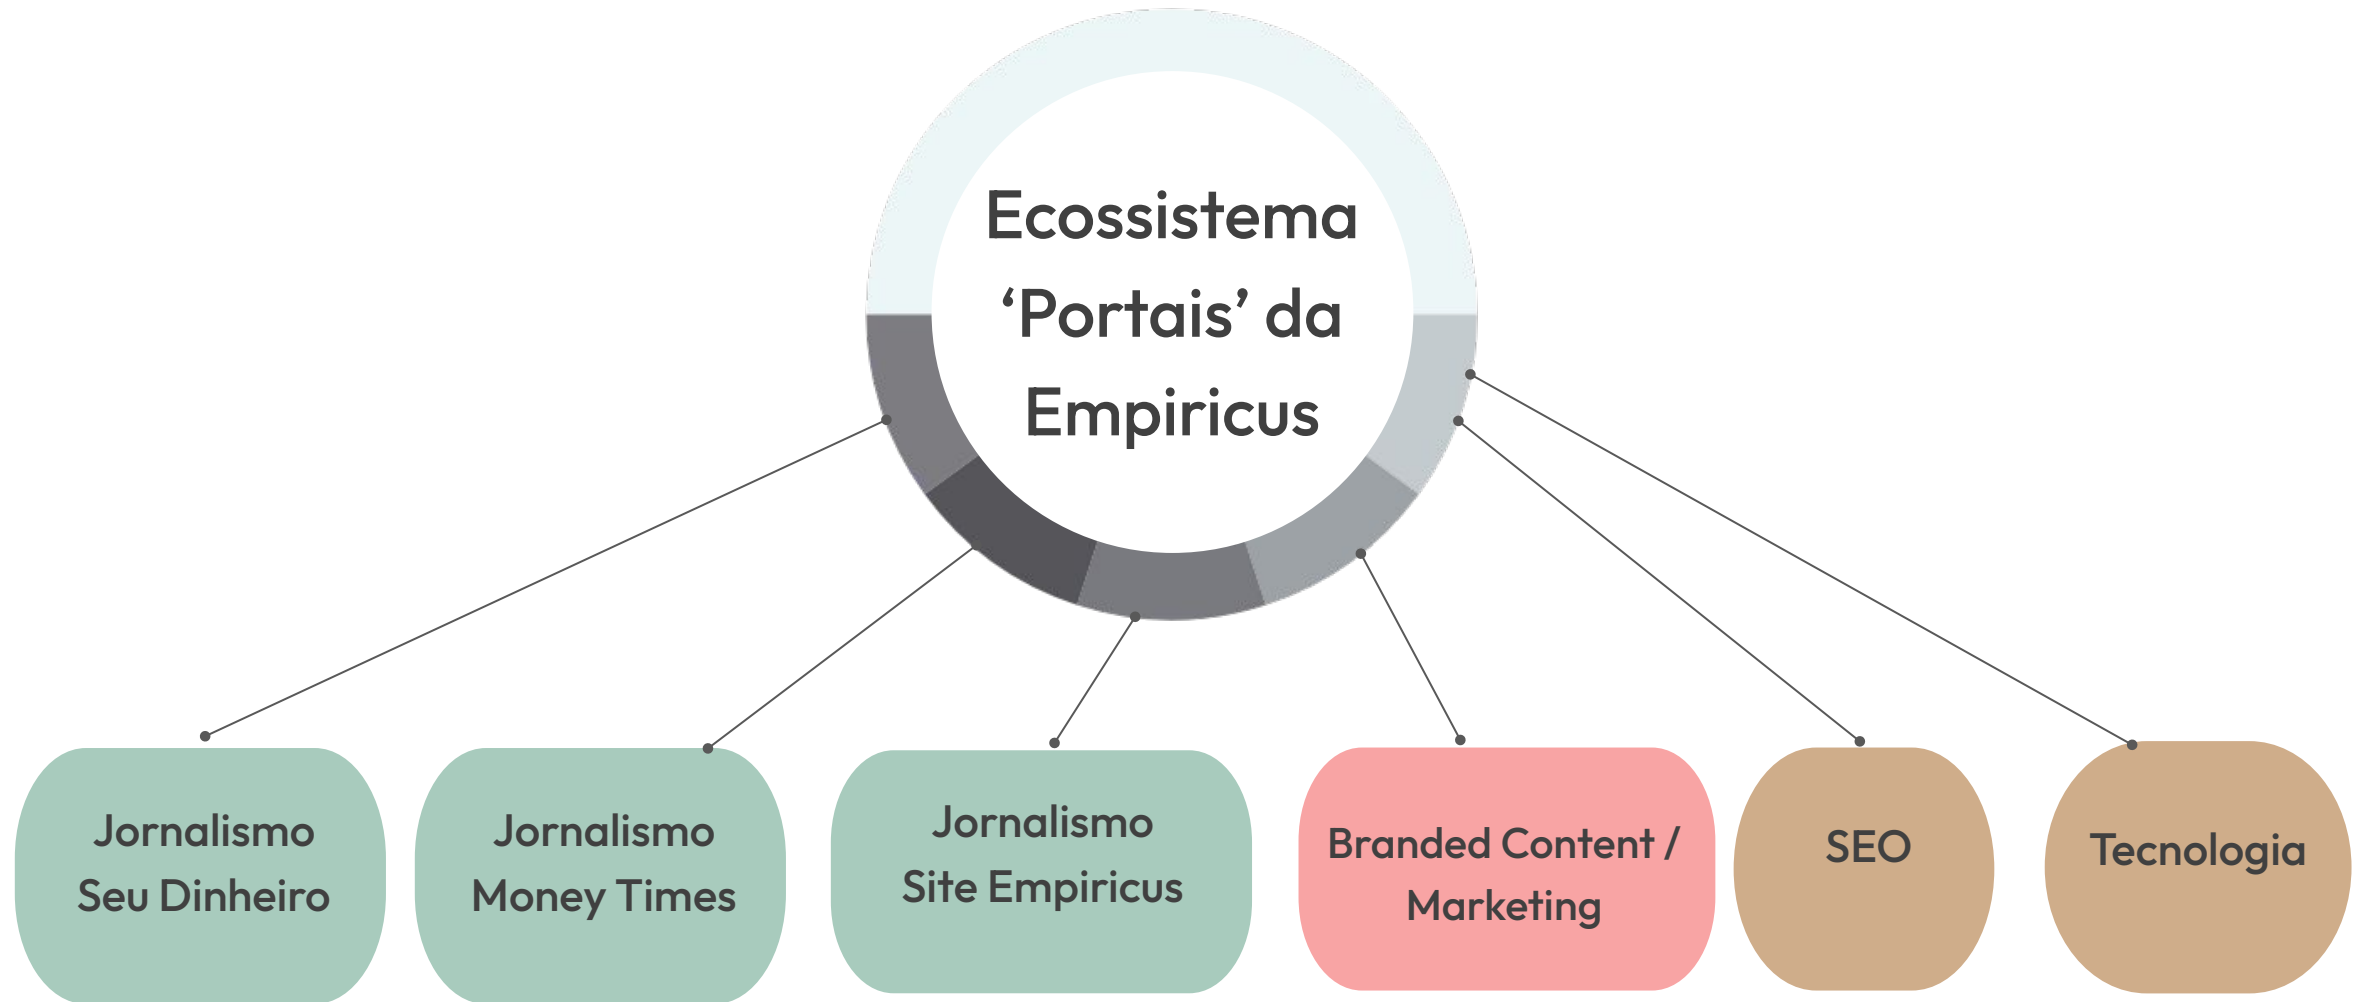 Ecossistema
‘Portais’ da
Empiricus
Jornalismo
Seu Dinheiro
Jornalismo
Money Times
Jornalismo
Site Empiricus
Branded Content /
Marketing
SEO
Tecnologia